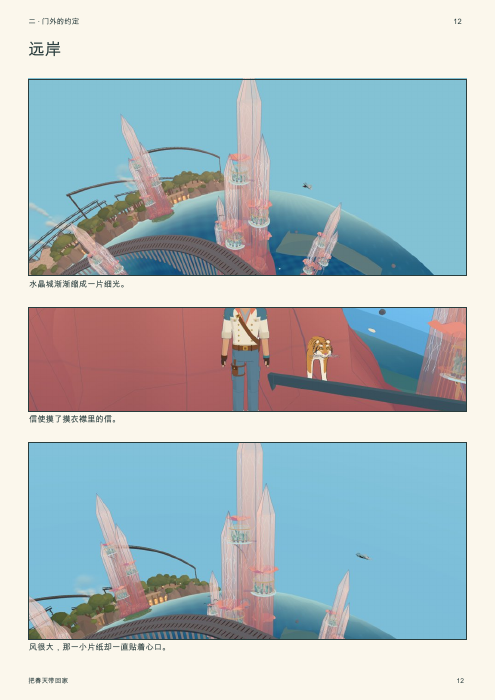 二 · 门外的约定
12
远岸
水晶城渐渐缩成一片细光。
信使摸了摸衣襟里的信。
风很大，那一小片纸却一直贴着心口。
把春天带回家
12